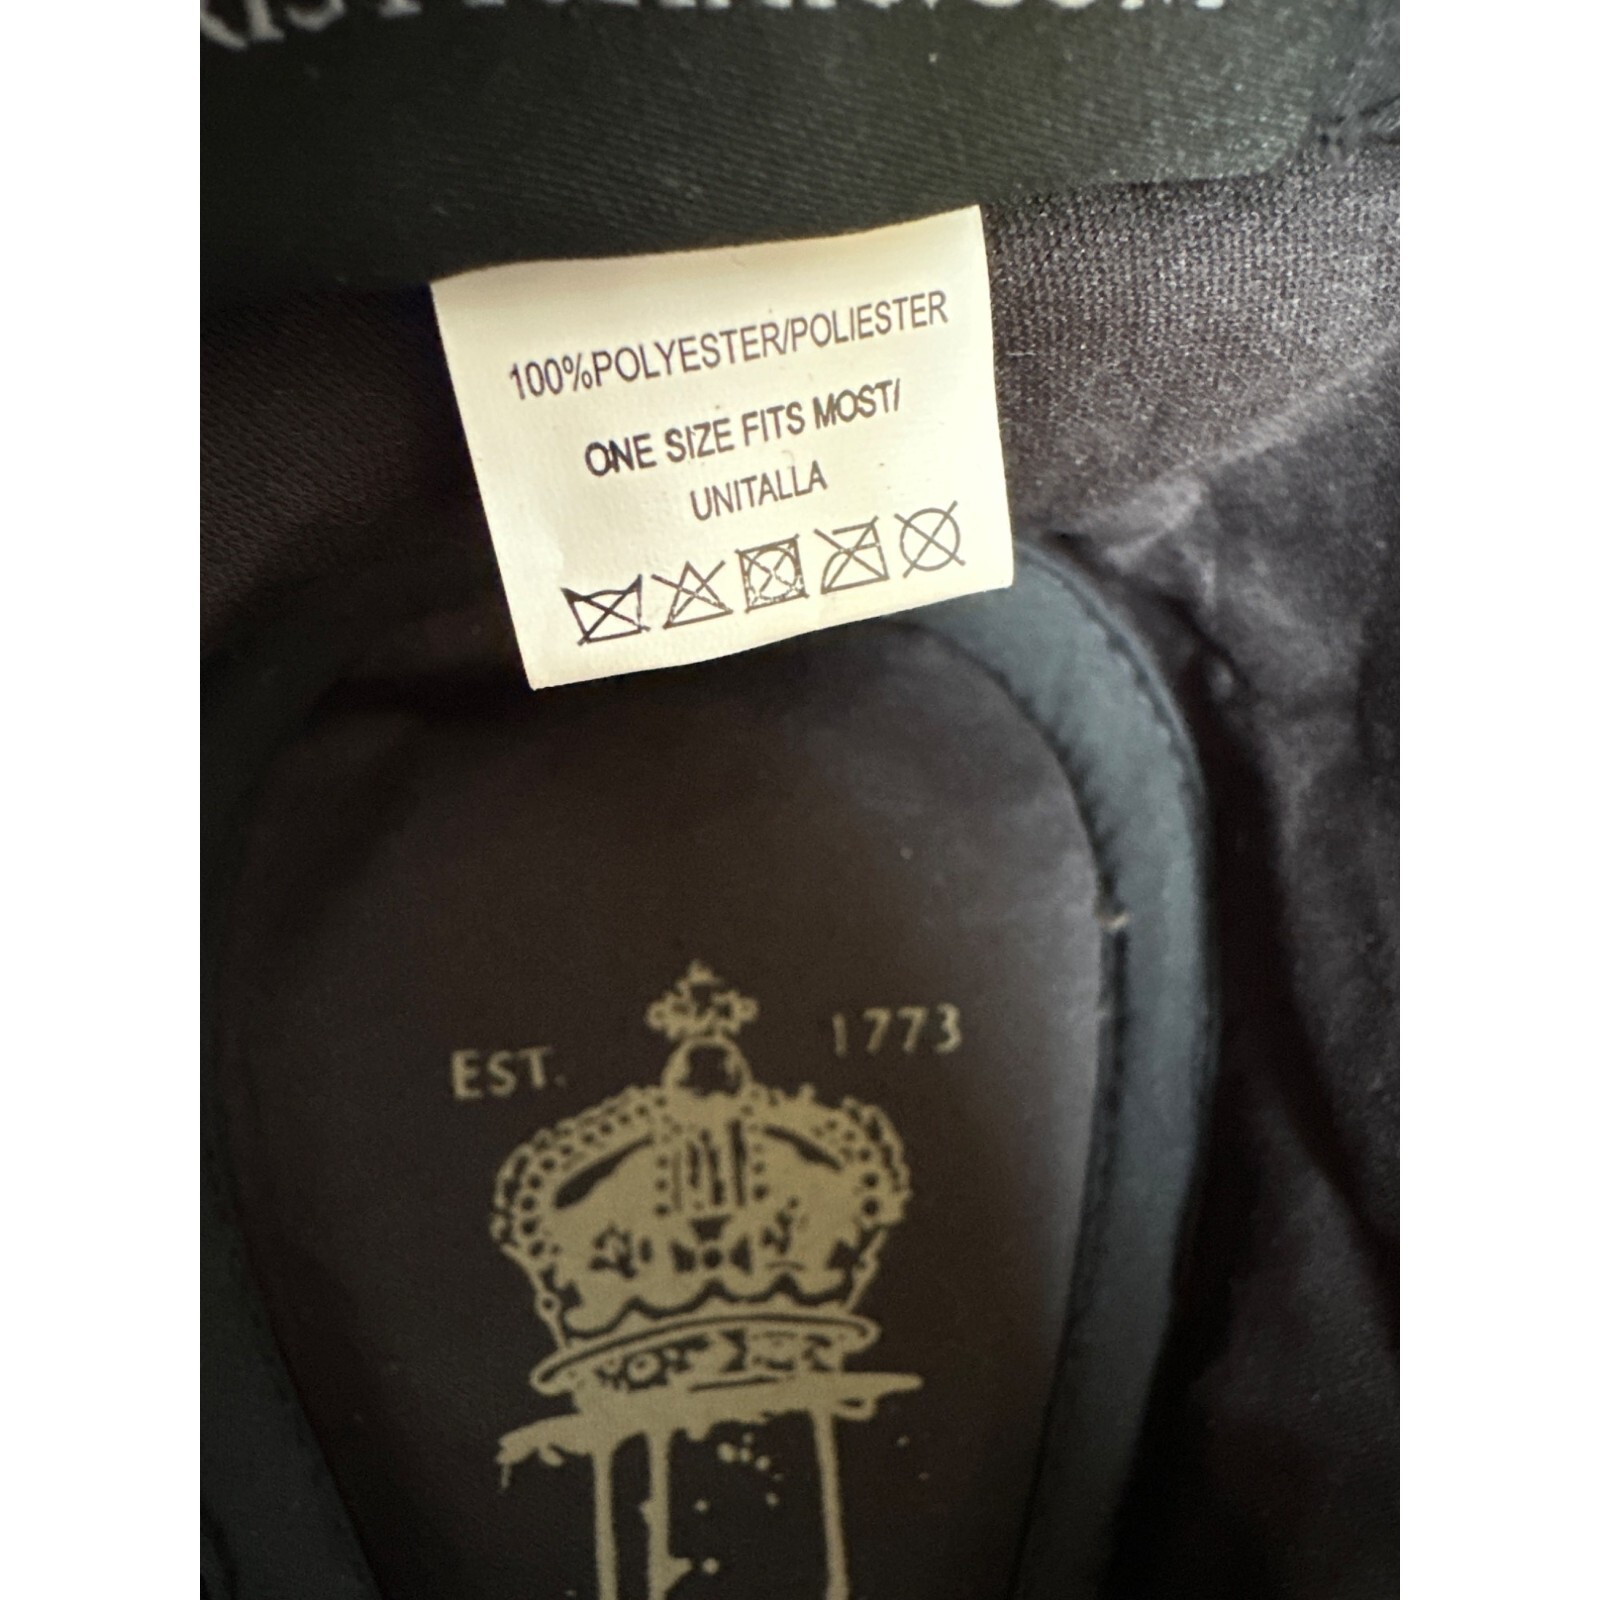 100%POLYESTER/POLIESTER
ONE SIZE FITS MOST/
UNITALLA
EST. 1773